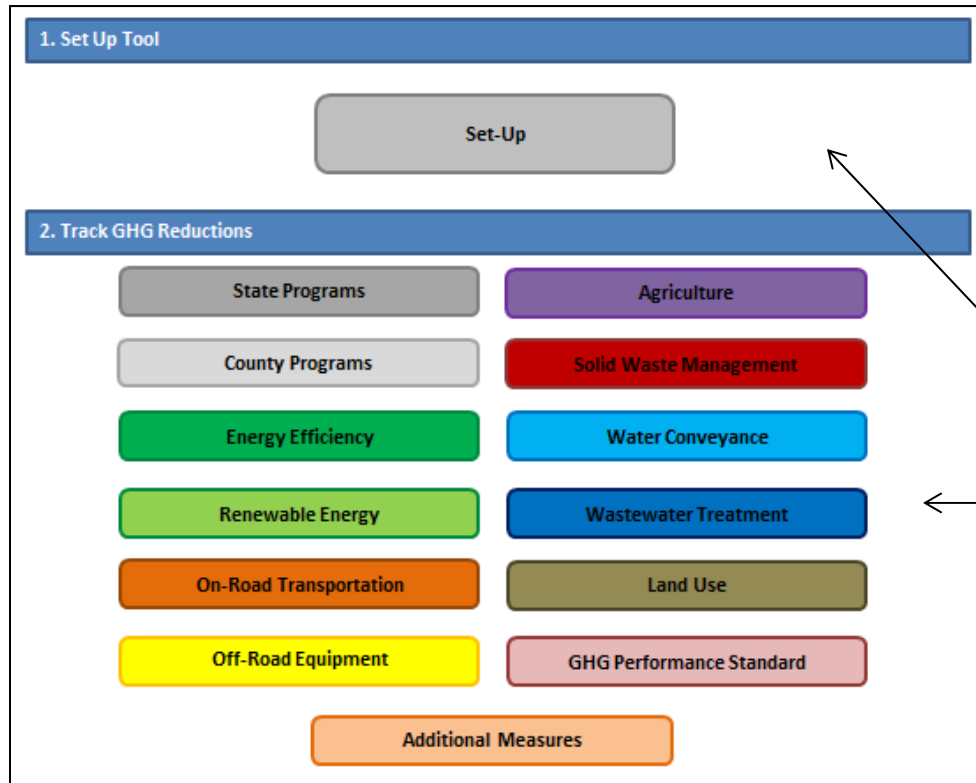 1. Set Up Tool
Set-Up
2. Track GHG Reductions
State Programs
Agriculture
County Programs
Solid Waste Management
Energy Efficiency
Water Conveyance
Renewable Energy
Wastewater Treatment
On-Road Transportation
Land Use
Off-Road Equipment
GHG Performance Standard
Additional Measures